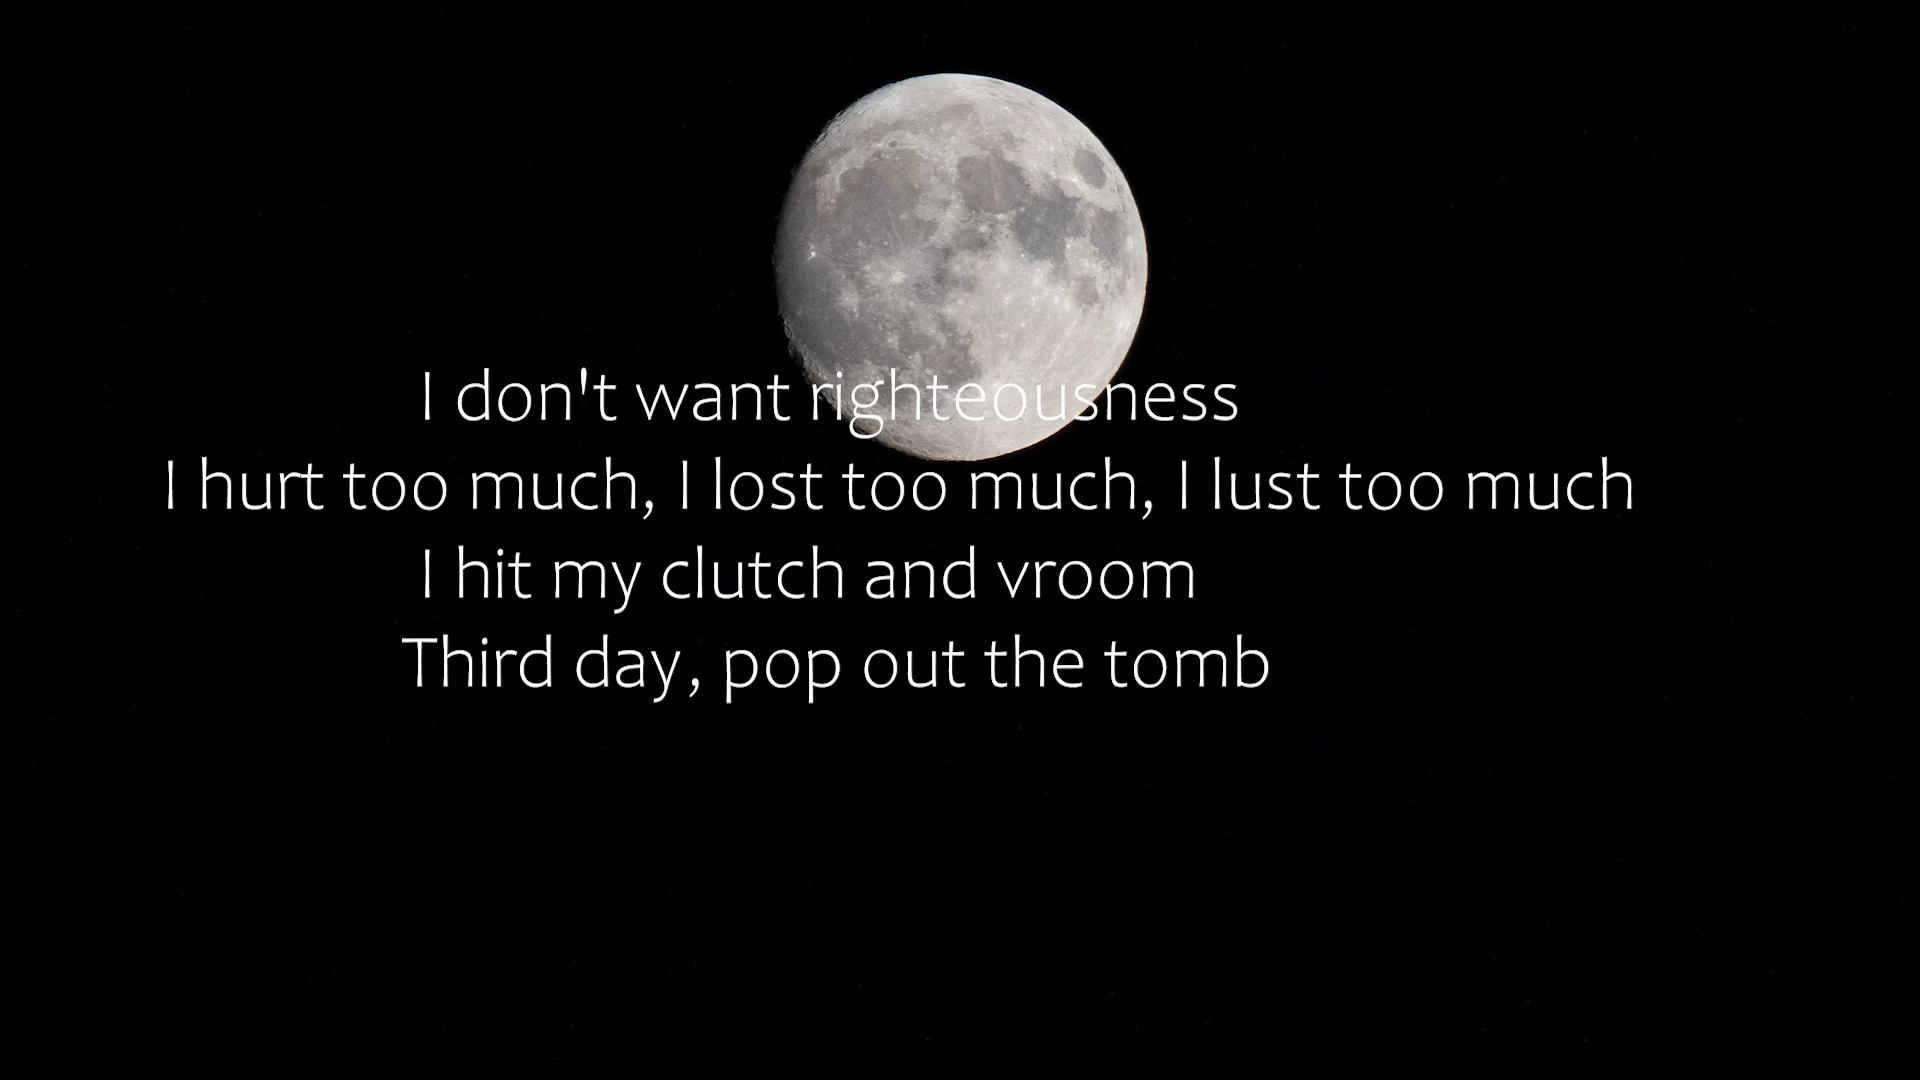 I don't want righteousness
I hurt too much, I lost too much, I lust too much
I hit my clutch and vroom
Third day, pop out the tomb